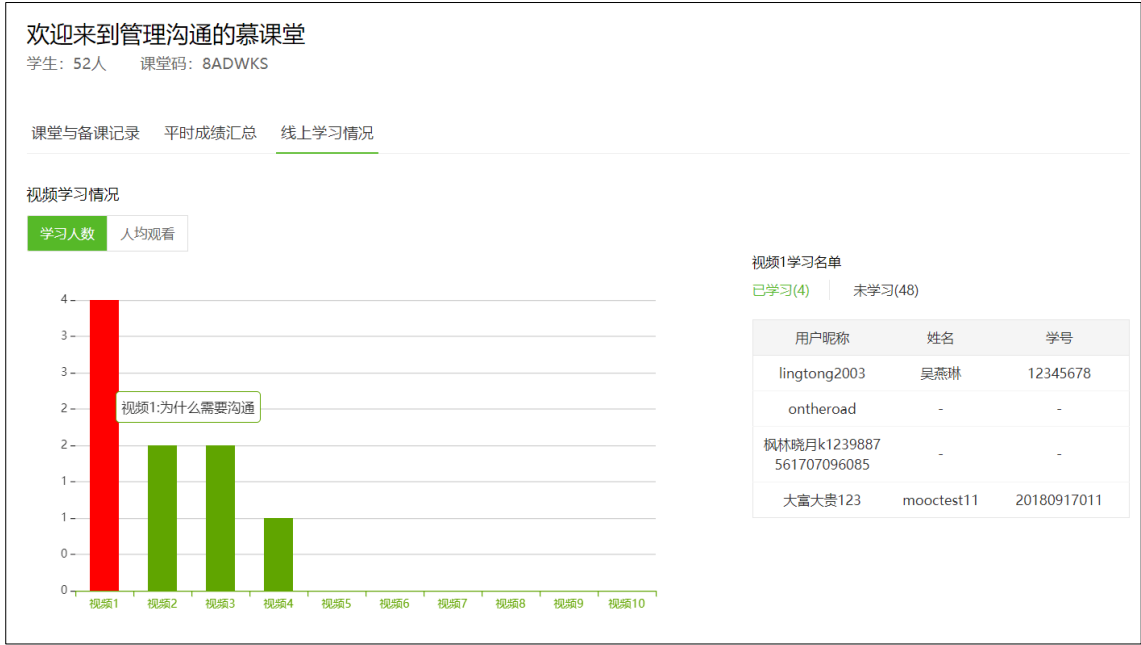 欢迎来到管理沟通的慕课堂
学生：52人 课堂码：8ADWKS
课堂与备课记录 平时成绩汇总 线上学习情况
视频学习情况
学习人数 人均观看
4
3
3
2
2
1
1
0
0
视频1:为什么需要沟通
视频1 视频2 视频3 视频4 视频5 视频6 视频7 视频8 视频9 视频10
视频1学习名单
已学习(4) 未学习(48)
用户昵称 姓名 学号
lingtong2003 吴燕琳 12345678
ontheroad - -
枫林晓月k1239887
561707096085 - -
大富大贵123 mooctest11 20180917011